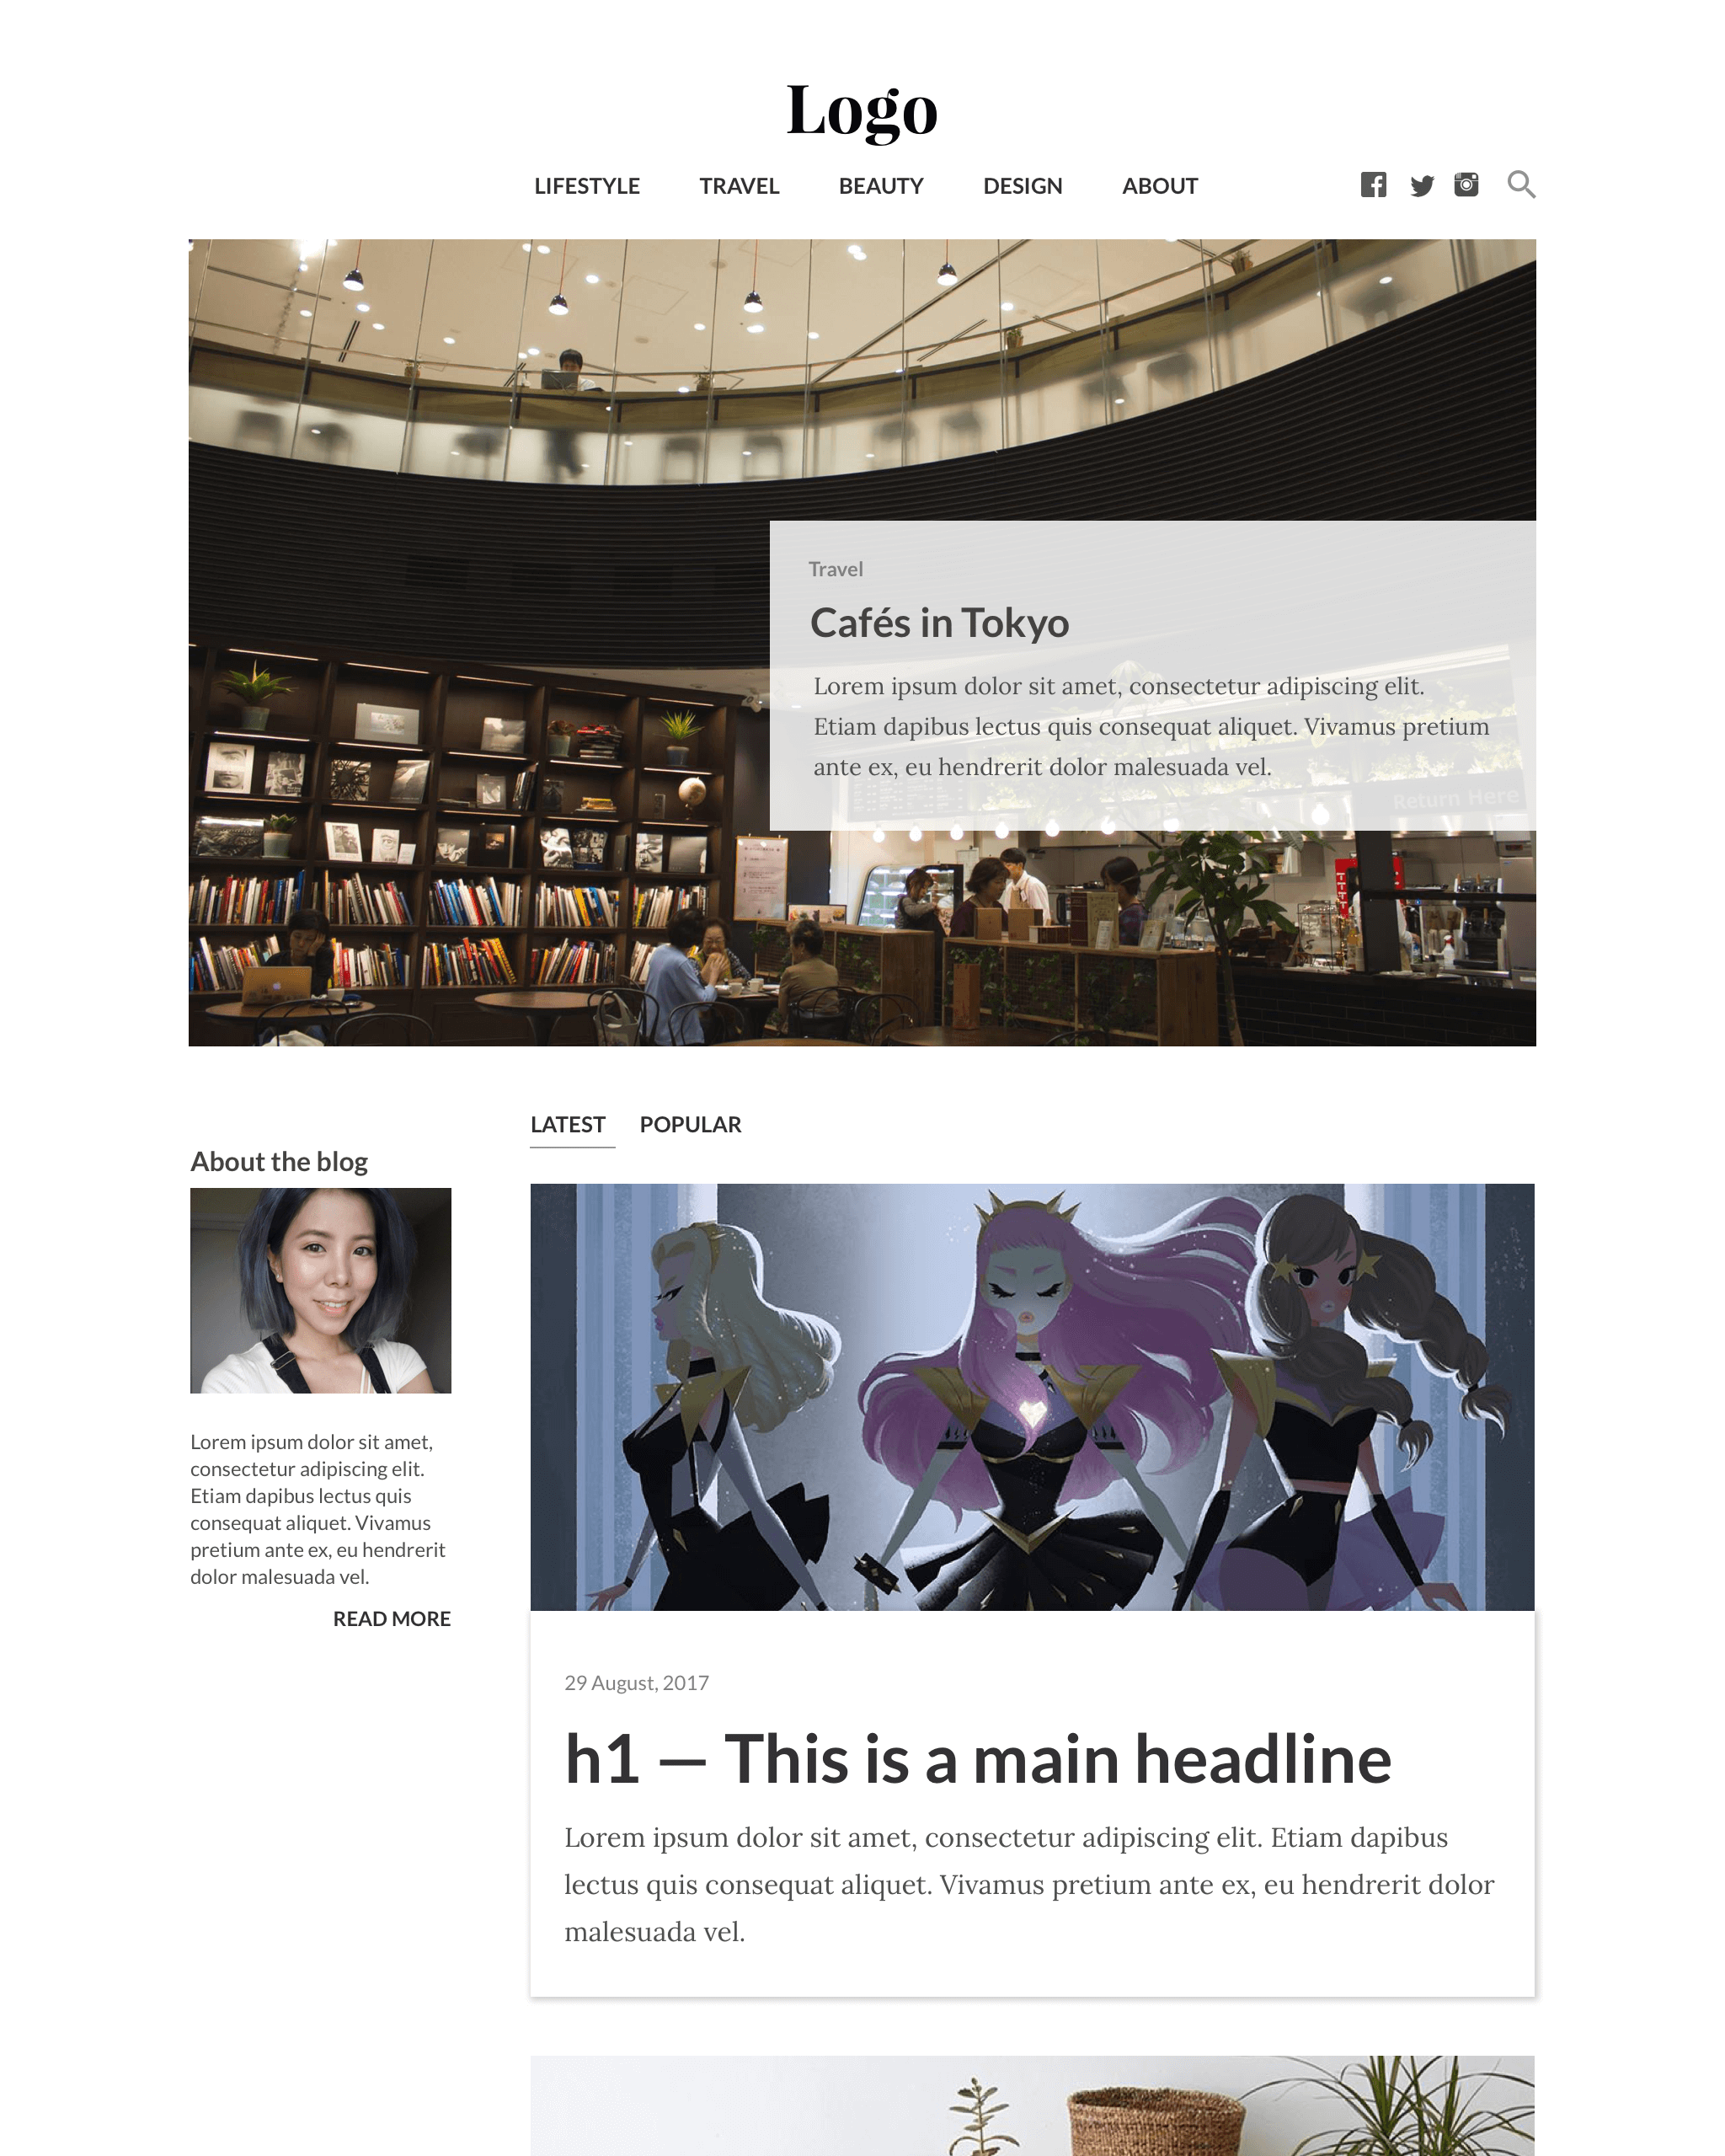 Logo
LIFESTYLE TRAVEL BEAUTY DESIGN ABOUT
Travel
Cafés in Tokyo
Lorem ipsum dolor sit amet, consectetur adipiscing elit.
Etiam dapibus lectus quis consequat aliquet. Vivamus pretium
ante ex, eu hendrerit dolor malesuada vel.
Return Here
LATEST POPULAR
About the blog
Lorem ipsum dolor sit amet,
consectetur adipiscing elit.
Etiam dapibus lectus quis
consequat aliquet. Vivamus
pretium ante ex, eu hendrerit
dolor malesuada vel.
READ MORE
29 August, 2017
h1 — This is a main headline
Lorem ipsum dolor sit amet, consectetur adipiscing elit. Etiam dapibus
lectus quis consequat aliquet. Vivamus pretium ante ex, eu hendrerit dolor
malesuada vel.